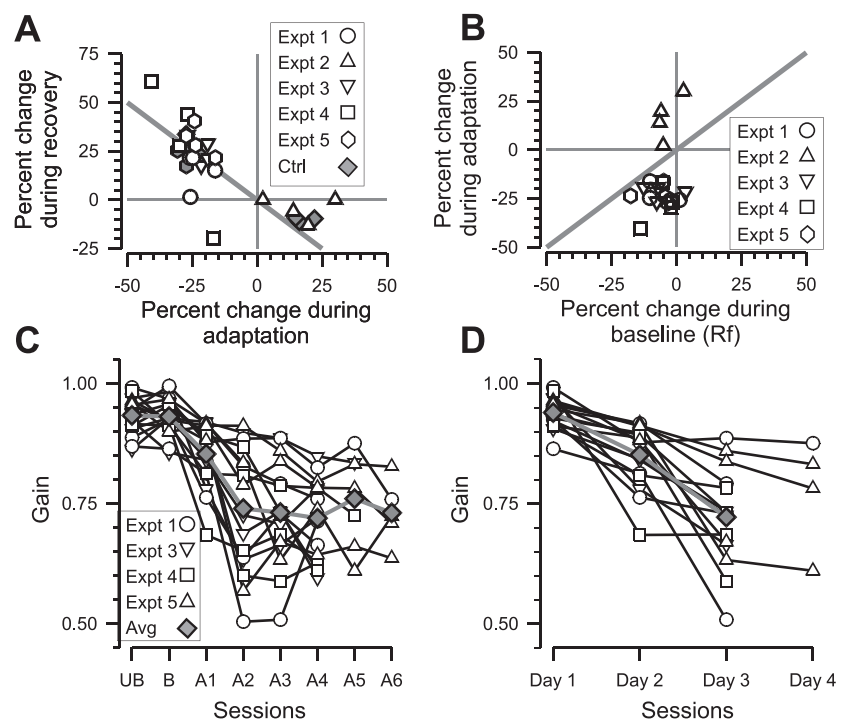 A
Percent change
during recovery
75
50
25
0
-25
-50
-25
0
25
50
Percent change during
adaptation
Expt 1
Expt 2
Expt 3
Expt 4
Expt 5
Ctrl
B
Percent change
during adaptation
50
25
0
-25
-50
-50
-25
0
25
50
Percent change during
baseline (Rf)
Expt 1
Expt 2
Expt 3
Expt 4
Expt 5
C
Gain
1.00
0.75
0.50
Expt 1
Expt 3
Expt 4
Expt 5
Avg
UB B A1 A2 A3 A4 A5 A6
Sessions
D
Gain
1.00
0.75
0.50
Day 1 Day 2 Day 3 Day 4
Sessions